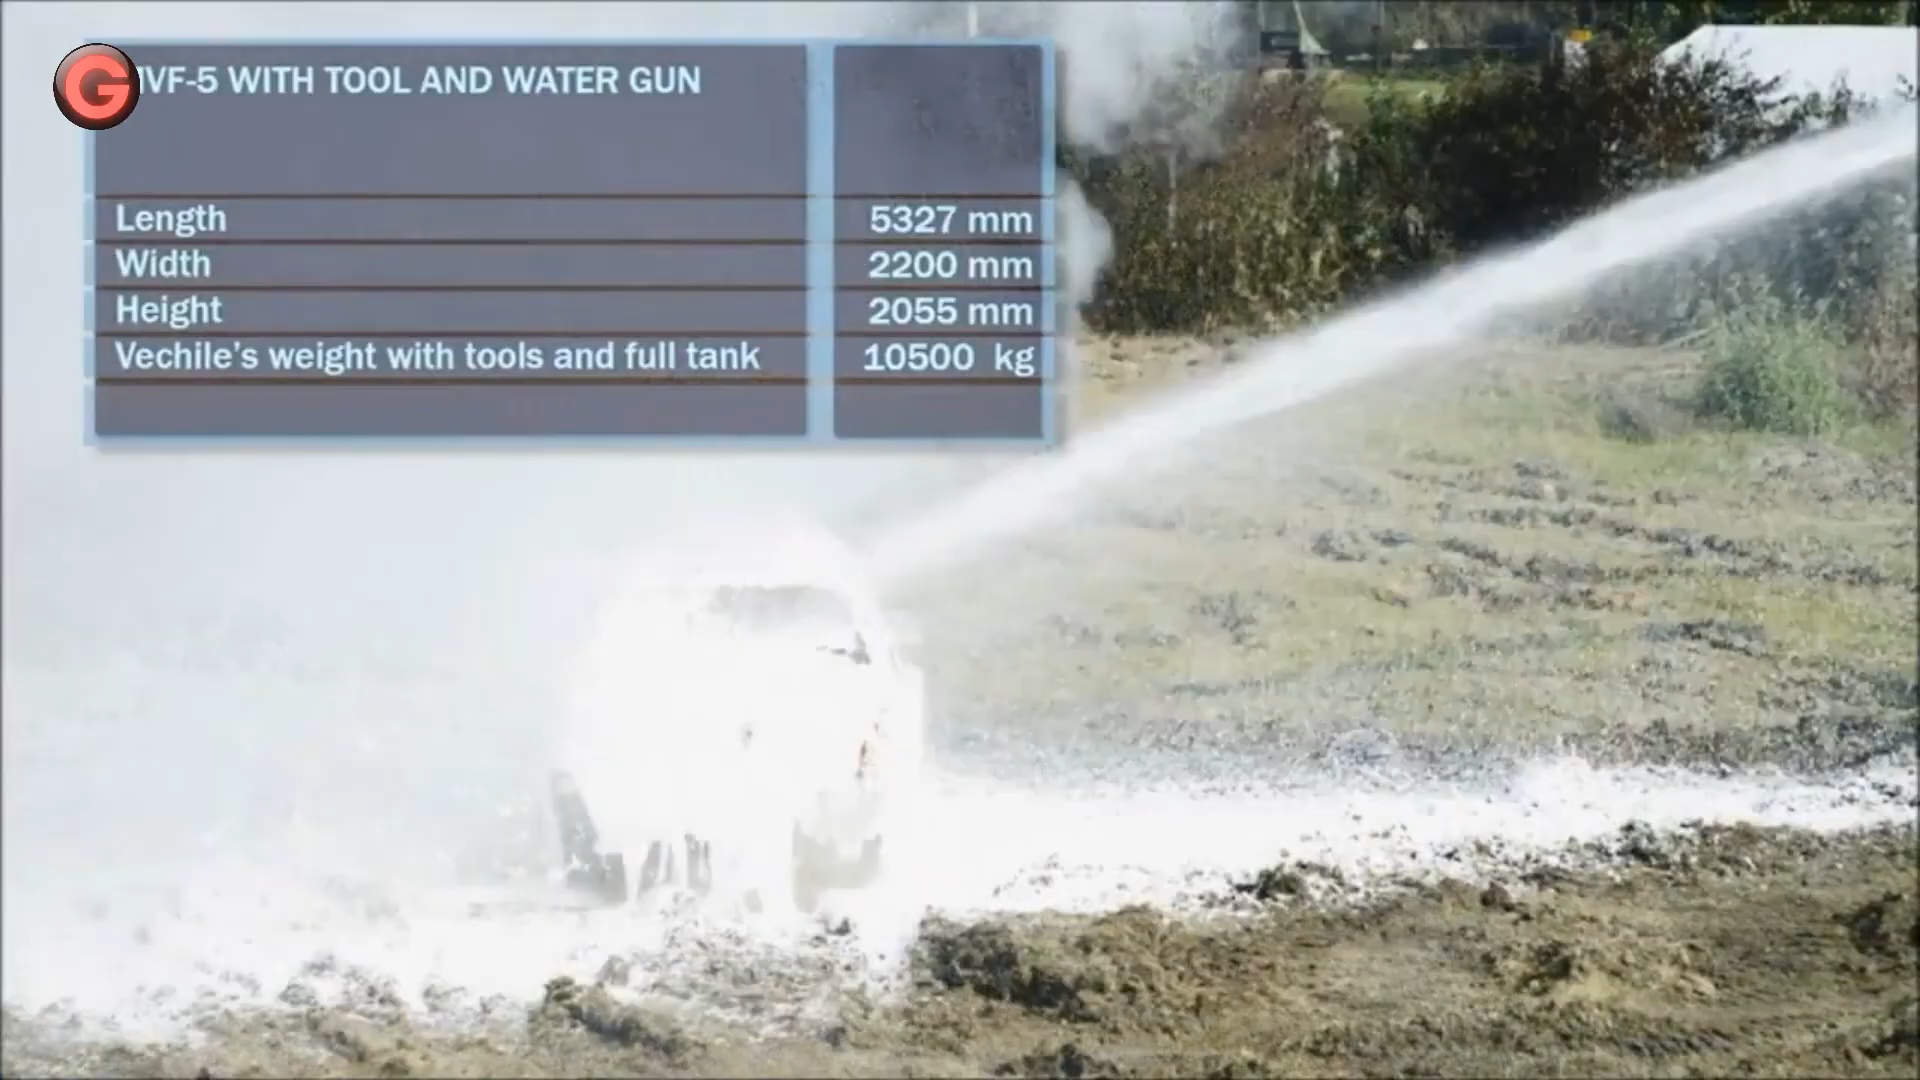 G
VF-5 WITH TOOL AND WATER GUN
Length 5327 mm
Width 2200 mm
Height 2055 mm
Vechile's weight with tools and full tank 10500 kg